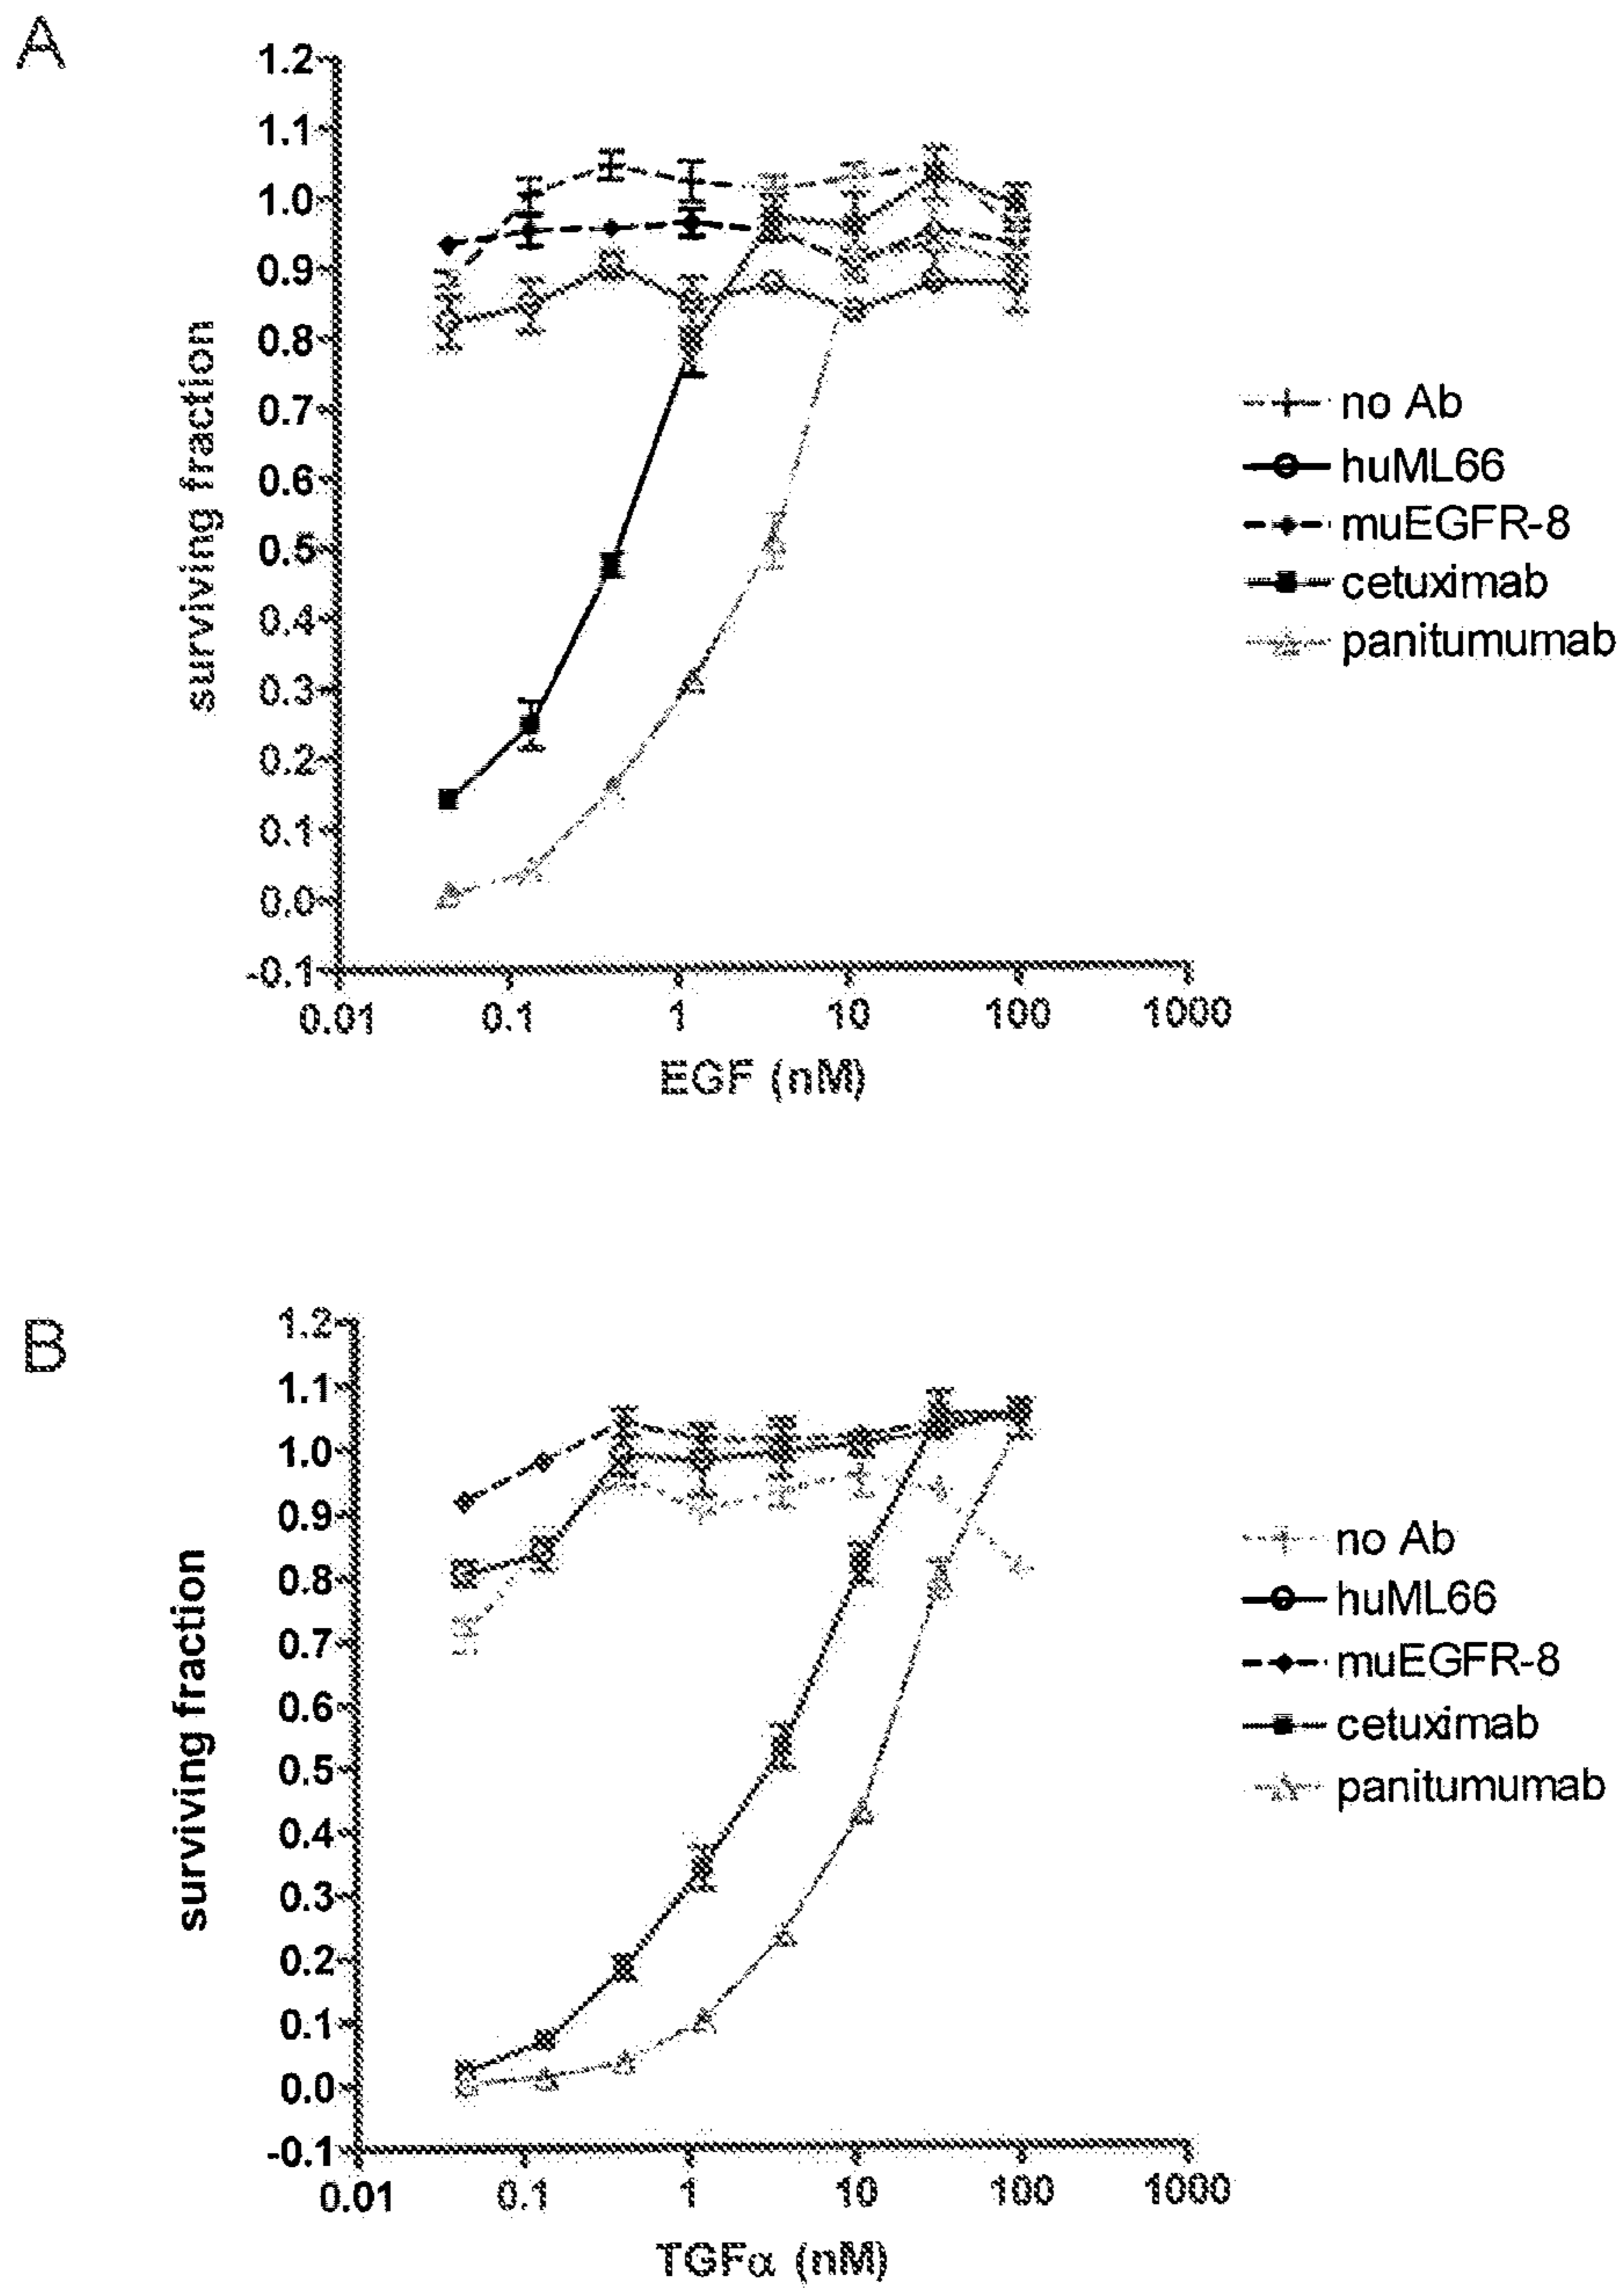 A
1.2
1.1
1.0
0.9
0.8
0.7
0.6
0.5
0.4
0.3
0.2
0.1
0.0
-0.1
surviving fraction
0.01 0.1 1 10 100 1000
EGF (nM)
no Ab
huML66
muEGFR-8
cetuximab
panitumumab
B
1.2
1.1
1.0
0.9
0.8
0.7
0.6
0.5
0.4
0.3
0.2
0.1
0.0
-0.1
surviving fraction
0.01 0.1 1 10 100 1000
TGFα (nM)
no Ab
huML66
muEGFR-8
cetuximab
panitumumab